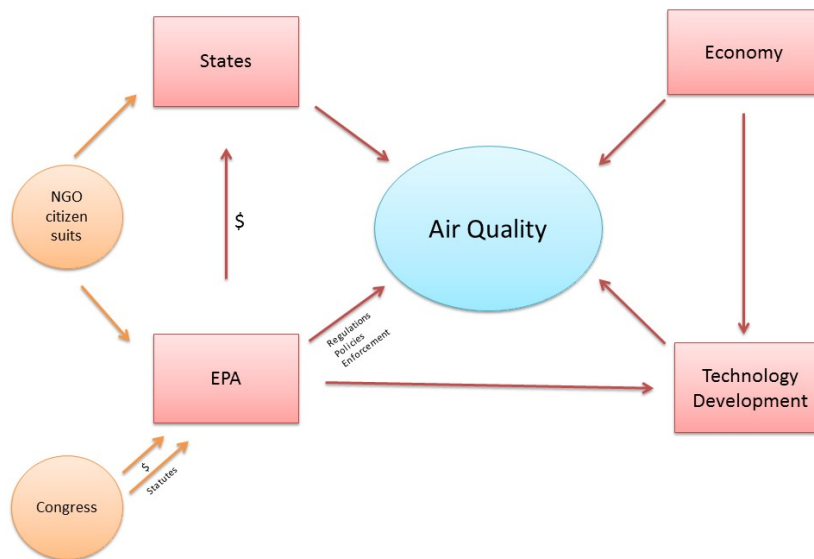 States
Economy
NGO
citizen
suits
$
Air Quality
Regulations
Policies
Enforcement
EPA
Technology
Development
$
Statutes
Congress